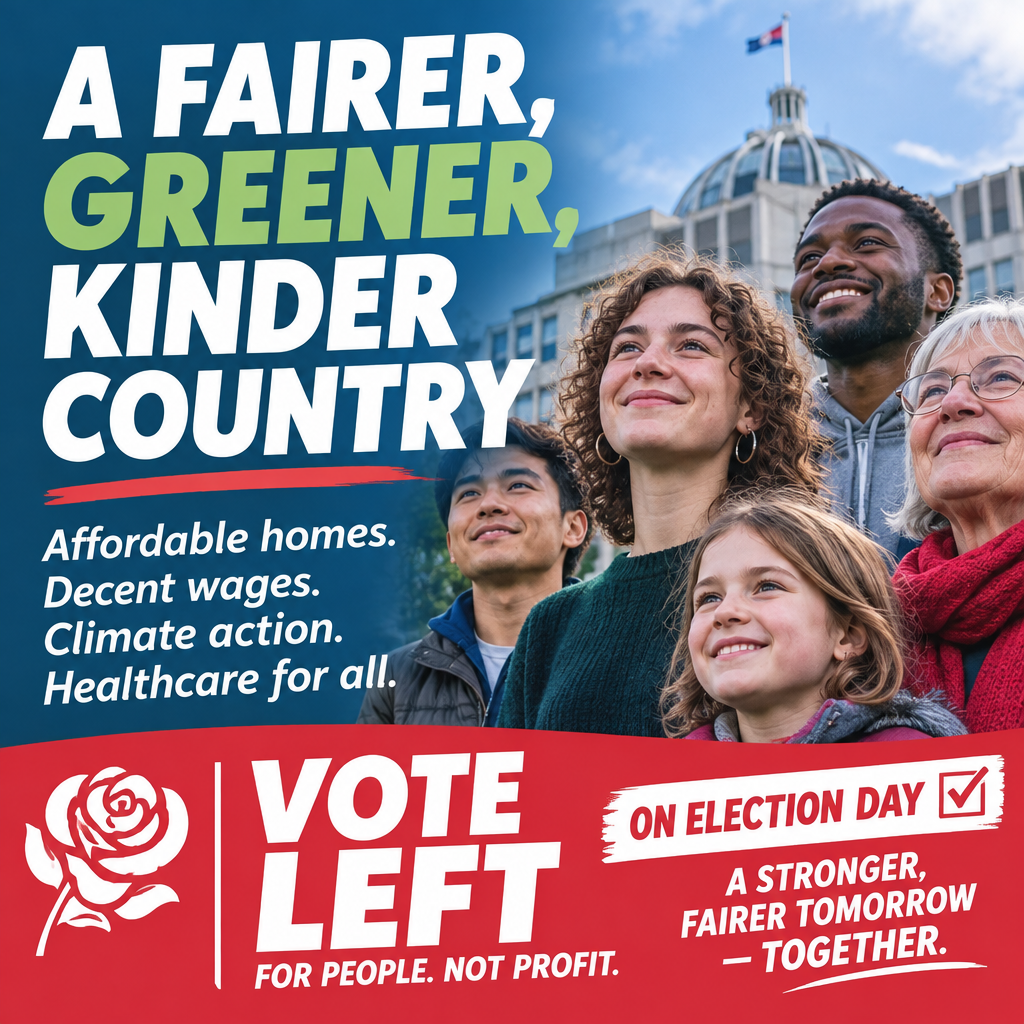 A FAIRER,
GREENER,
KINDER
COUNTRY
Affordable homes.
Decent wages.
Climate action.
Healthcare for all.
VOTE
LEFT
FOR PEOPLE. NOT PROFIT.
ON ELECTION DAY
A STRONGER,
FAIRER TOMORROW
— TOGETHER.